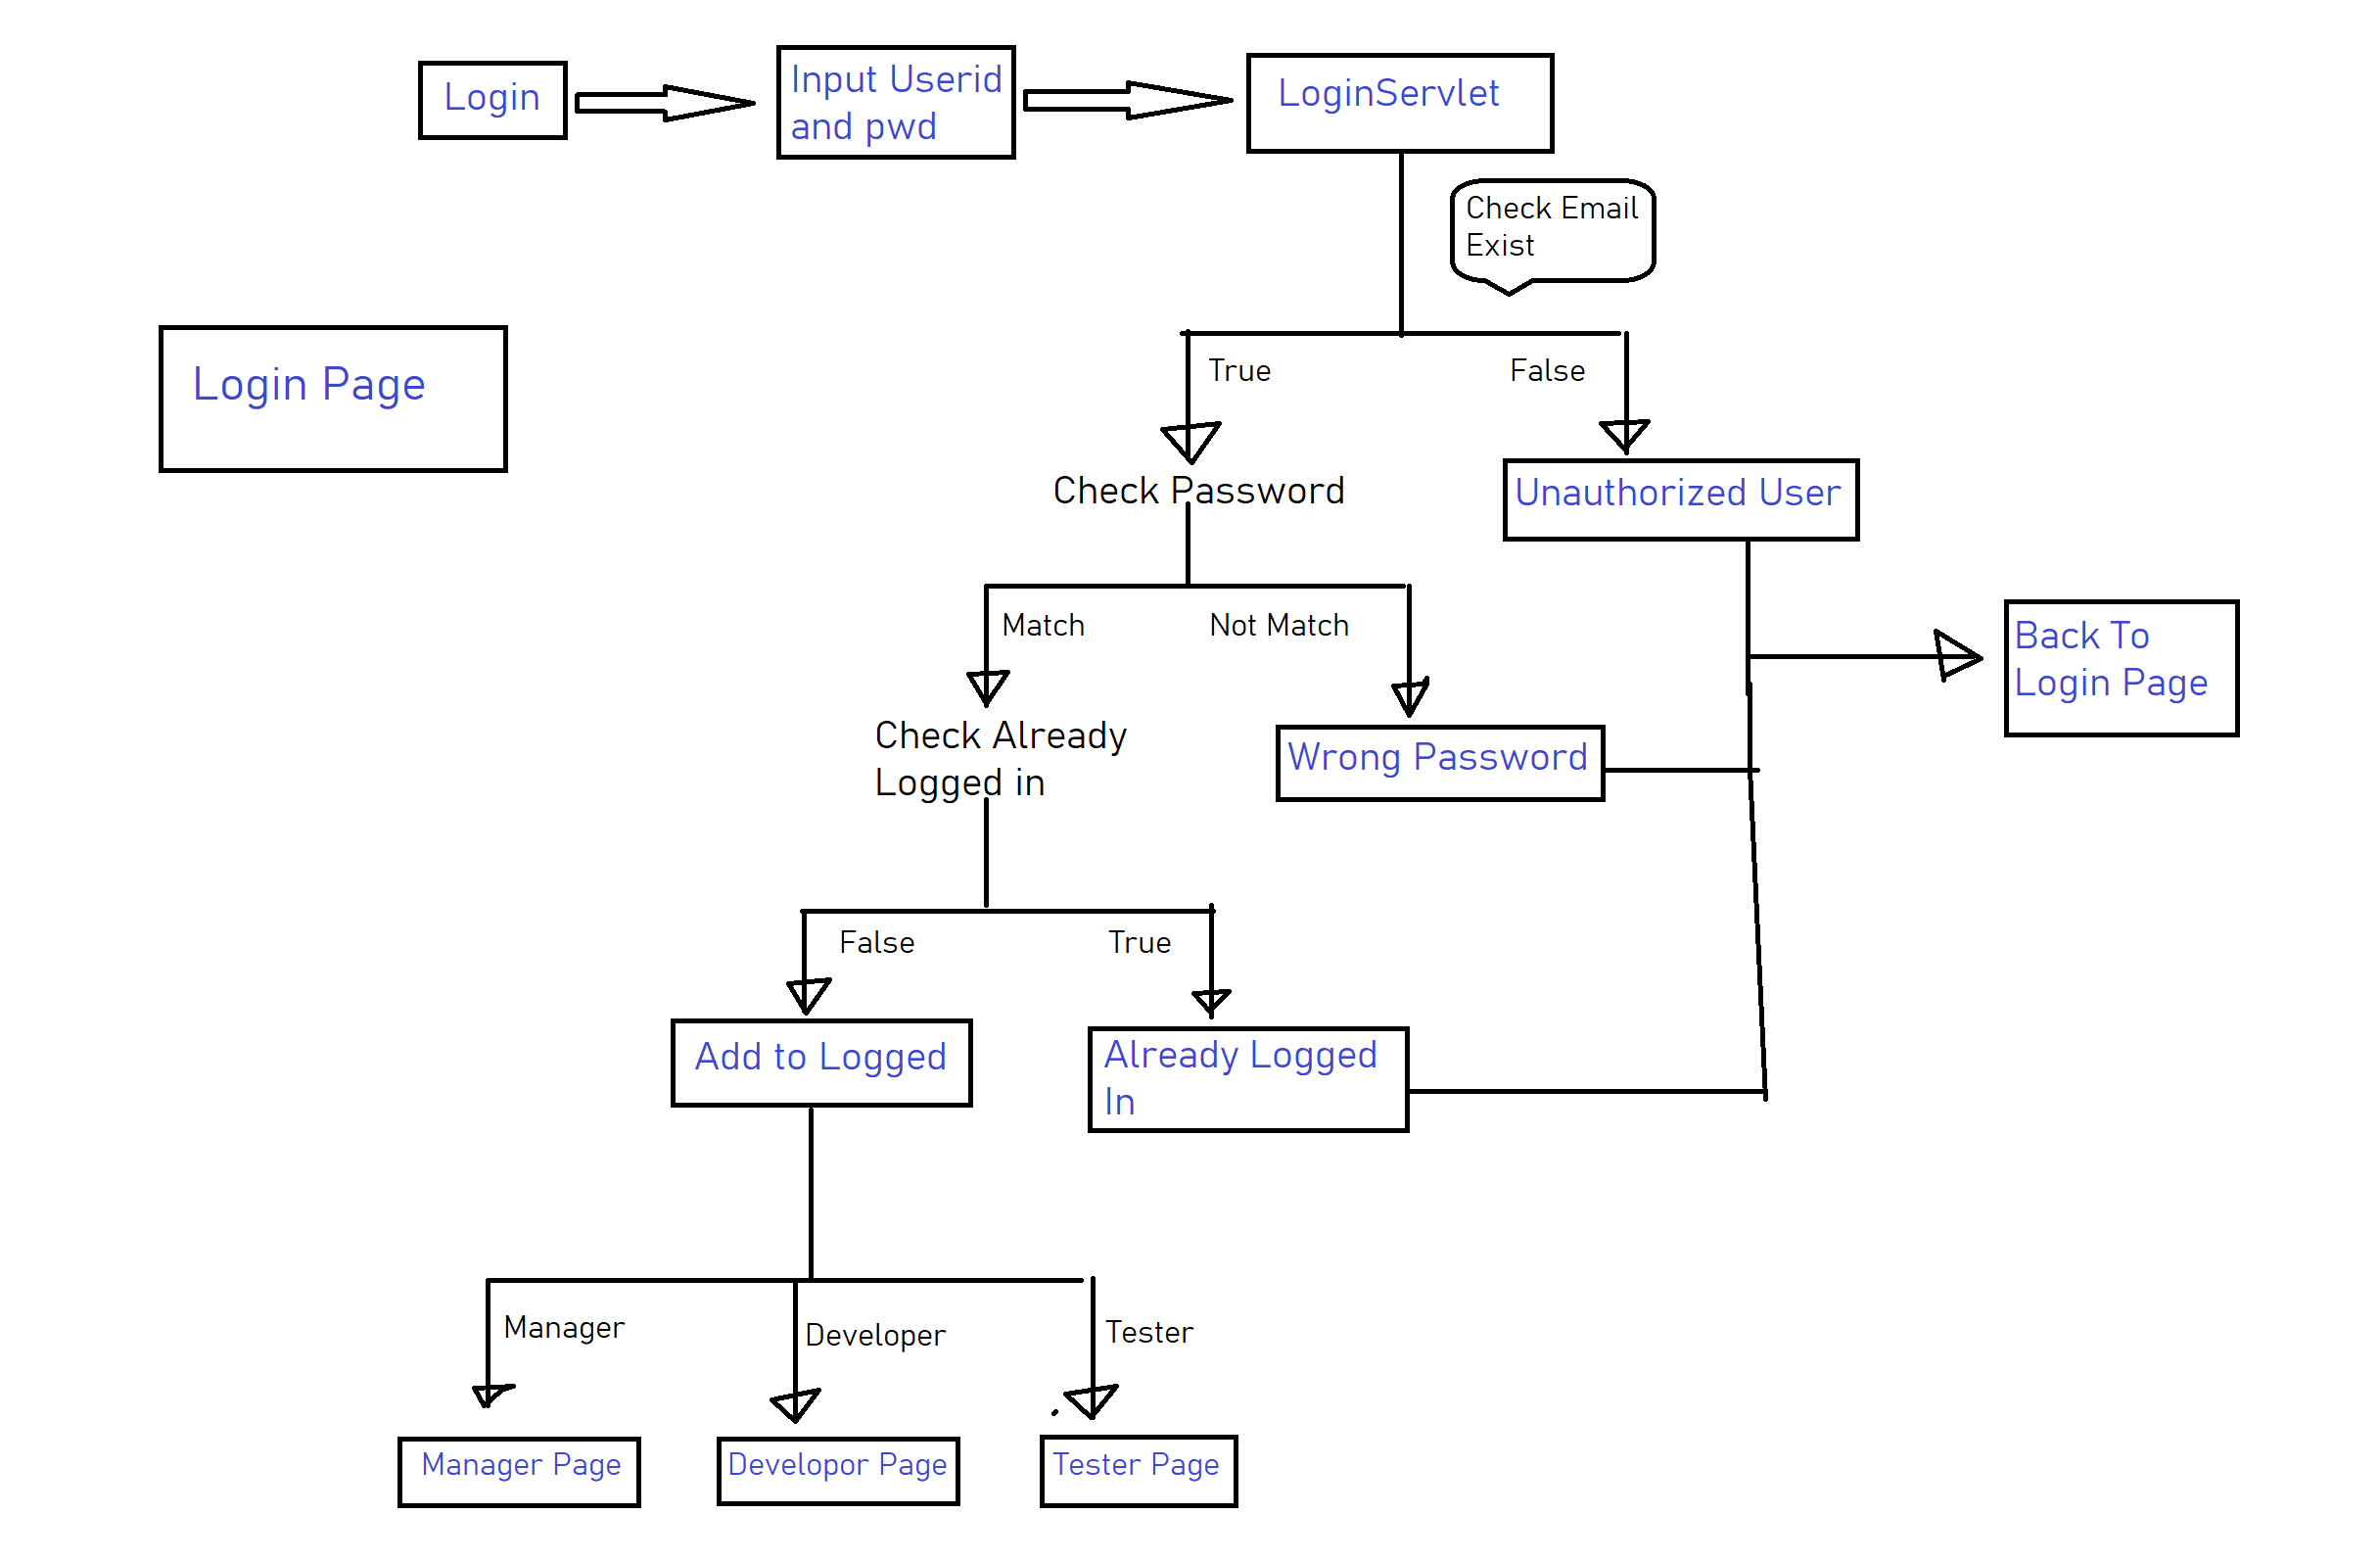 Login
Input Userid
and pwd
LoginServlet
Check Email
Exist
Login Page
True
False
Check Password
Unauthorized User
Match
Not Match
Back To
Login Page
Check Already
Logged in
Wrong Password
False
True
Add to Logged
Already Logged
In
Manager
Developer
Tester
Manager Page
Developor Page
Tester Page